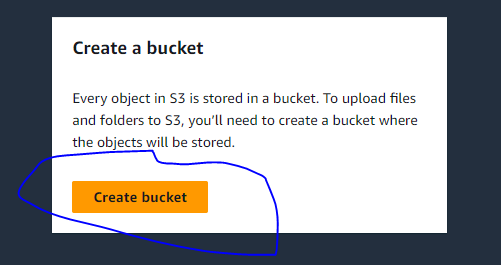 Create a bucket
Every object in S3 is stored in a bucket. To upload files
and folders to S3, you'll need to create a bucket where
the objects will be stored.
Create bucket